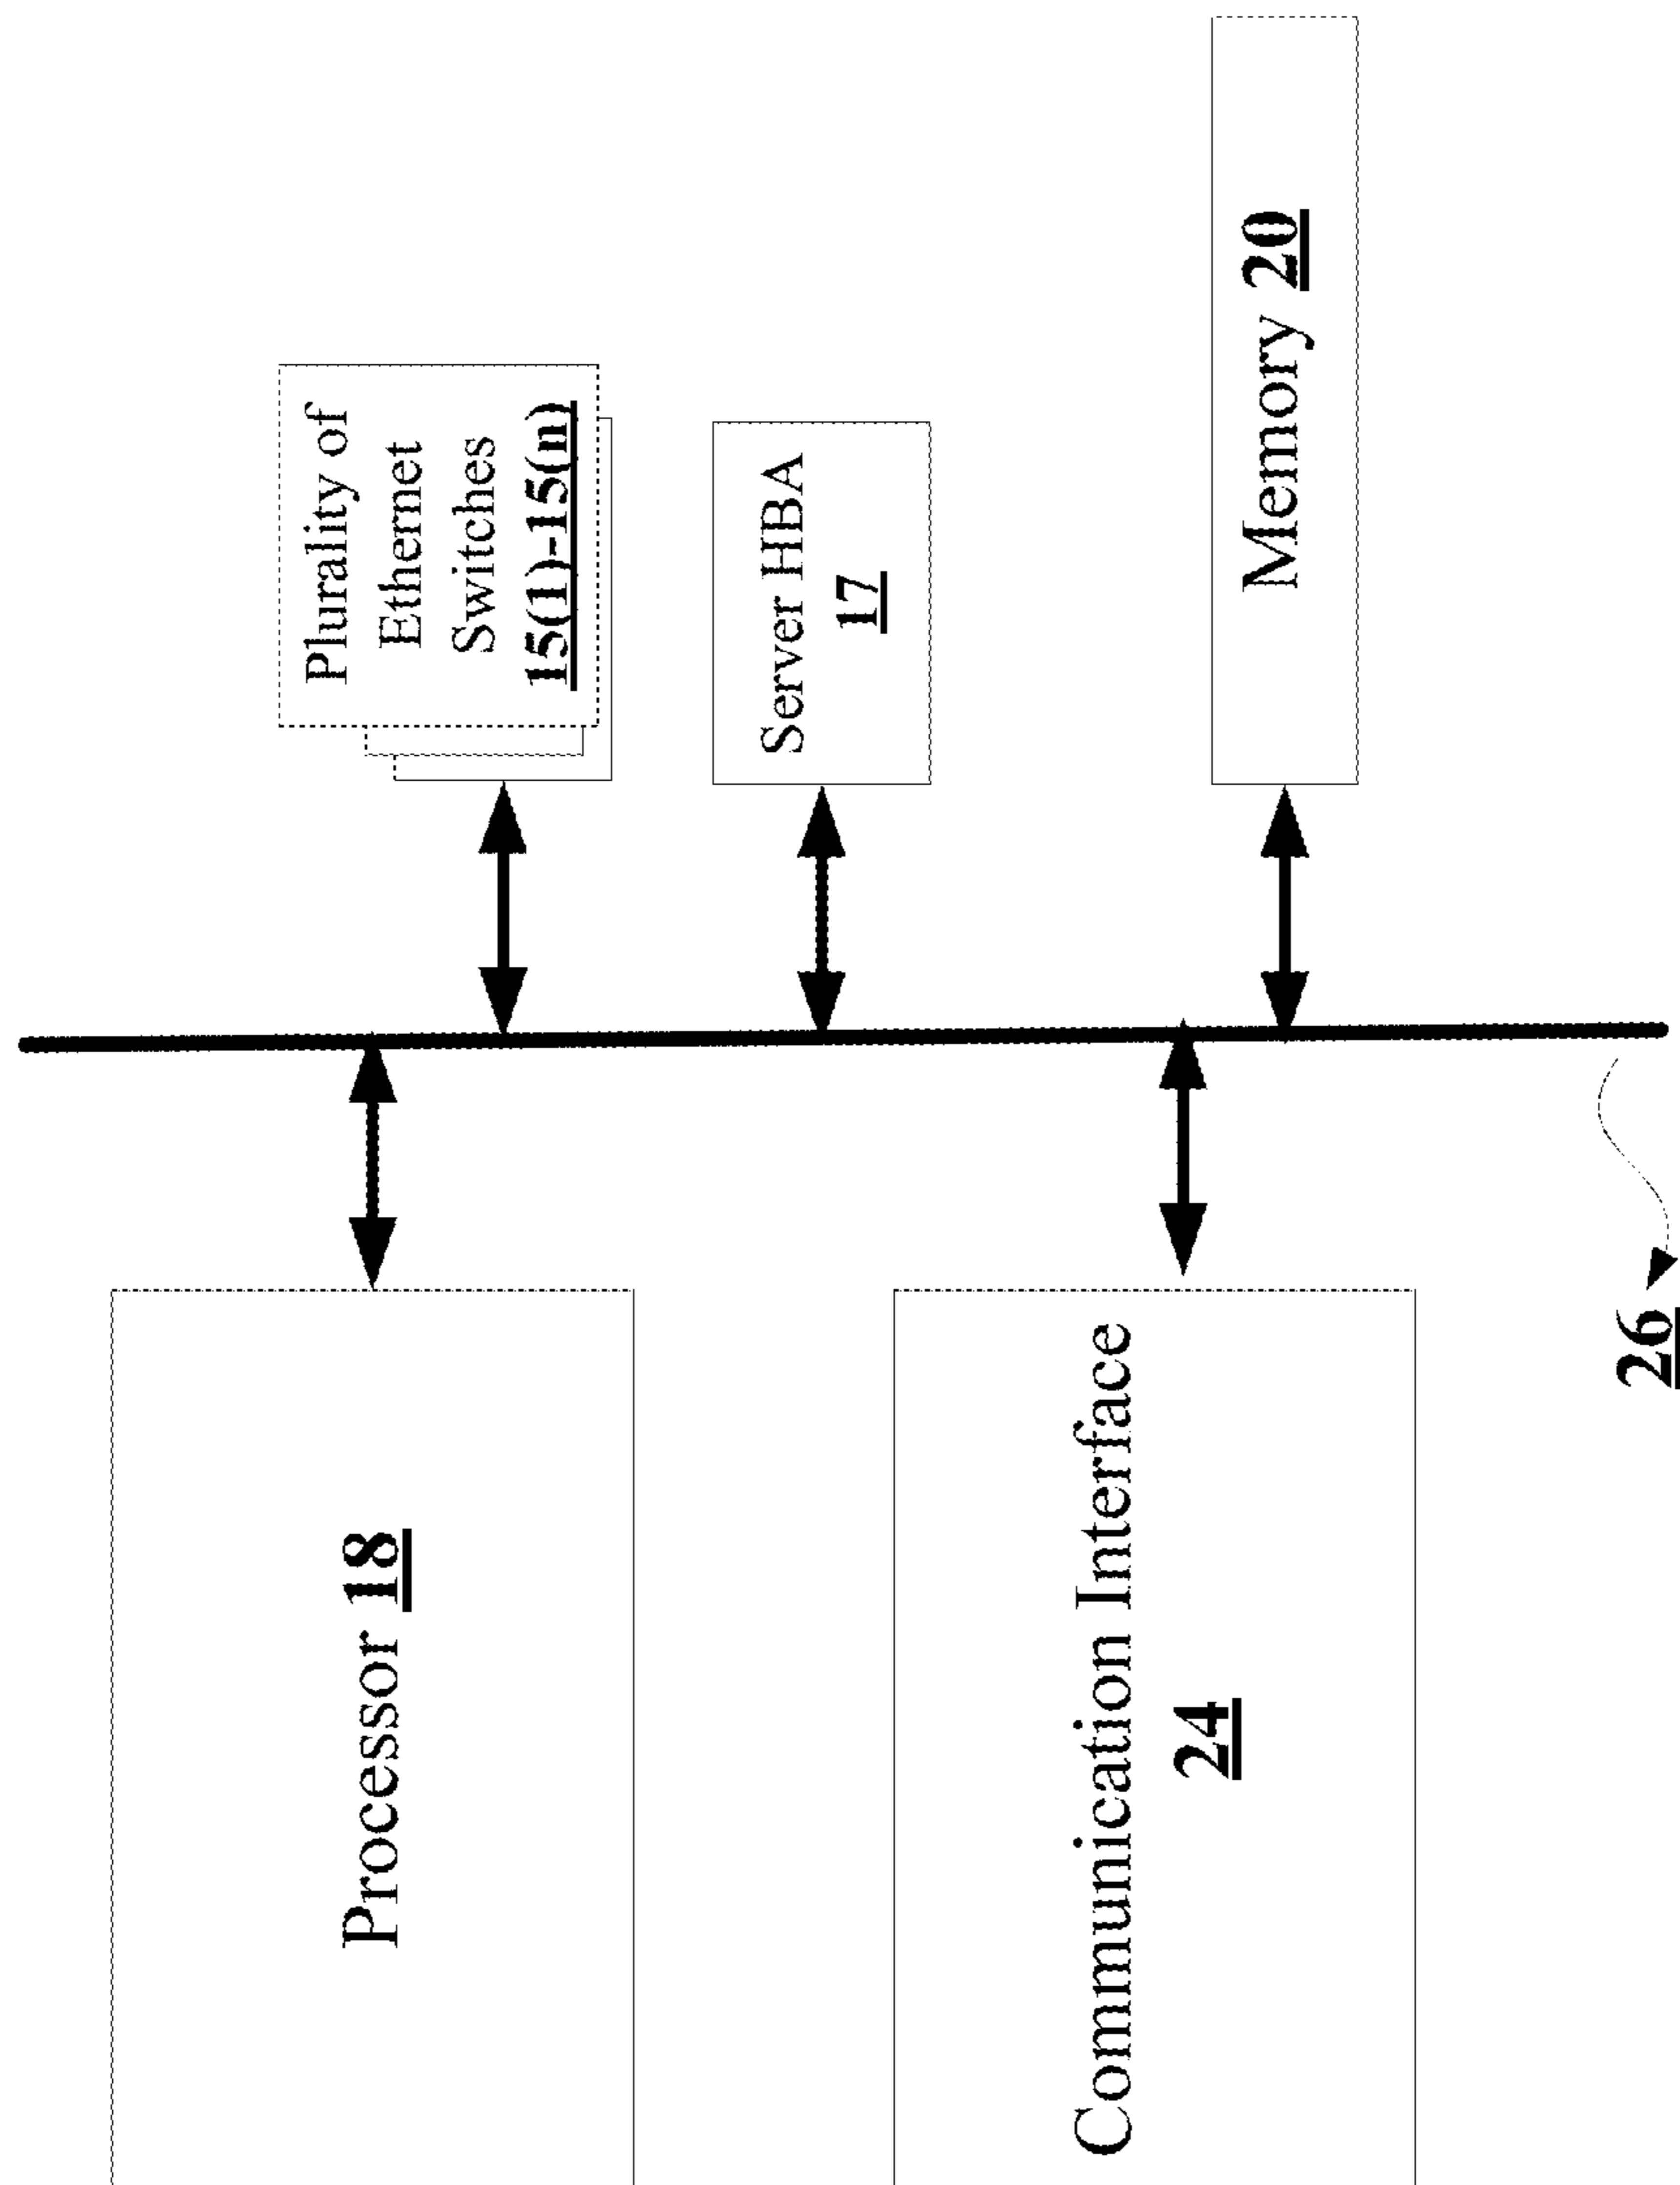 Processor 18
Plurality of
Ethernet
Switches
15(1)-15(n)
Server HBA
17
Communication Interface
24
Memory 20
26